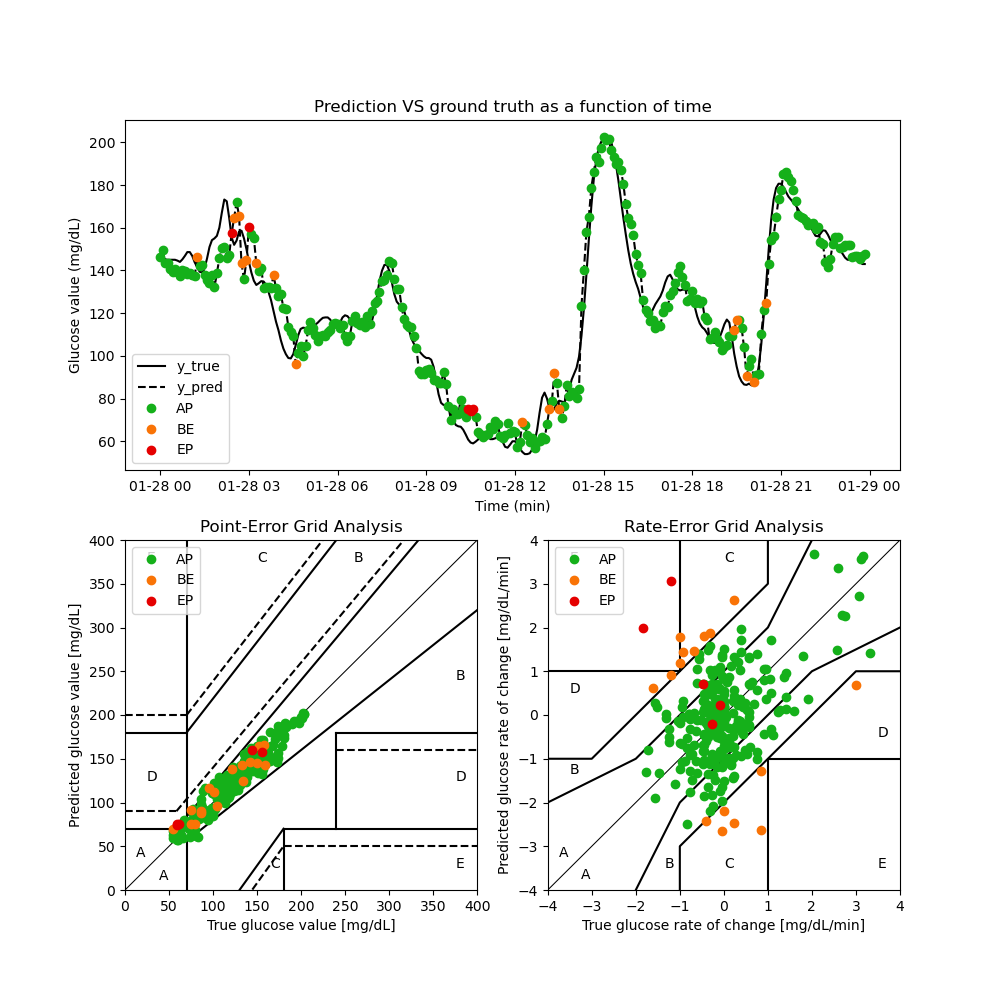 Prediction VS ground truth as a function of time
Glucose value (mg/dL)
200
180
160
140
120
100
80
60
y_true
y_pred
AP
BE
EP
01-28 00 01-28 03 01-28 06 01-28 09 01-28 12 01-28 15 01-28 18 01-28 21 01-29 00
Time (min)
Point-Error Grid Analysis
Predicted glucose value [mg/dL]
400
350
300
250
200
150
100
50
0
AP
BE
EP
C
B
B
D
D
A
A
C
E
0 50 100 150 200 250 300 350 400
True glucose value [mg/dL]
Rate-Error Grid Analysis
Predicted glucose rate of change [mg/dL/min]
4
3
2
1
0
−1
−2
−3
−4
AP
BE
EP
C
D
D
B
A
A
B
C
E
−4 −3 −2 −1 0 1 2 3 4
True glucose rate of change [mg/dL/min]